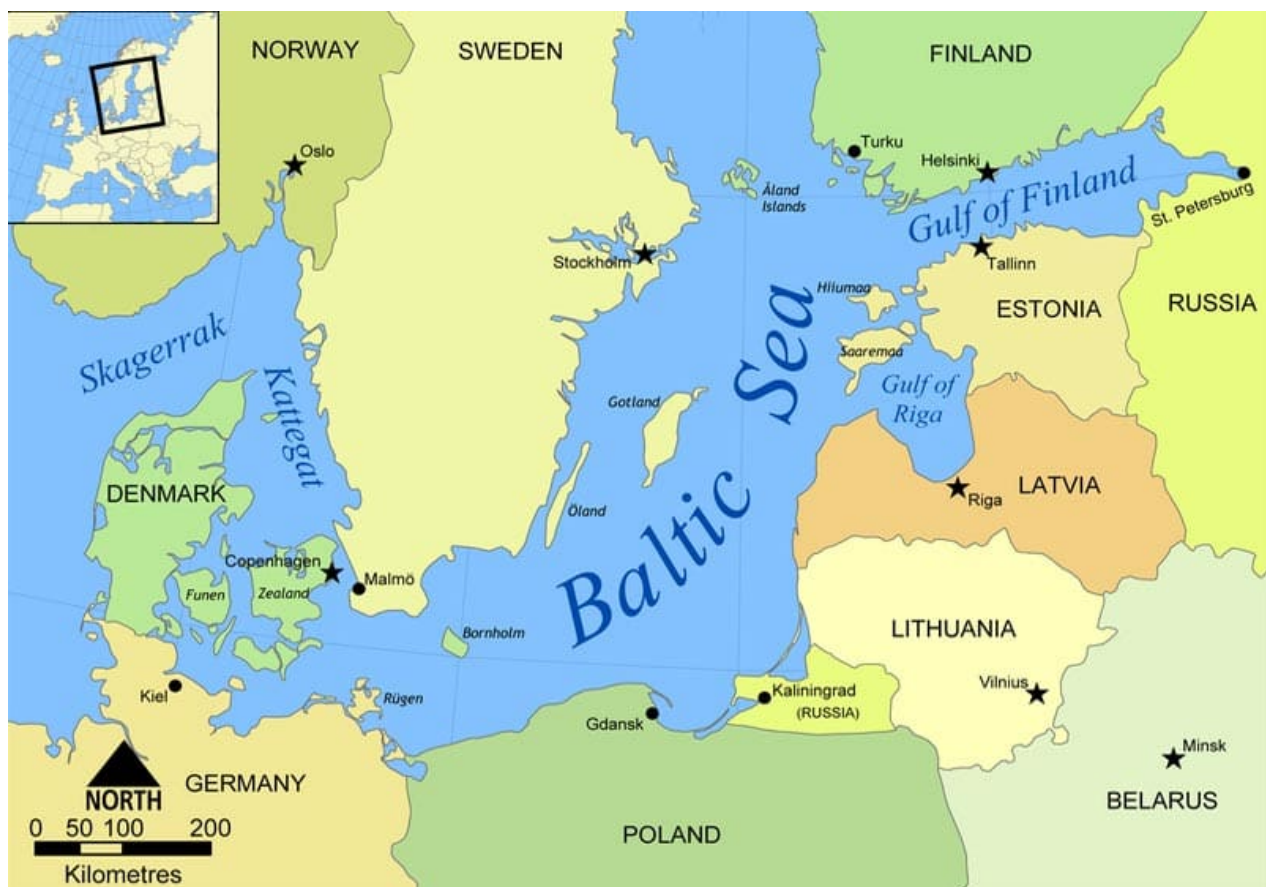 NORWAY
SWEDEN
FINLAND
Oslo
Turku
Helsinki
Åland
Islands
Gulf of Finland
St. Petersburg
Stockholm
Tallinn
Hiiumaa
ESTONIA
RUSSIA
Skagerrak
Kattegat
Saaremaa
Gulf of
Riga
Gotland
Baltic Sea
DENMARK
Öland
Riga
LATVIA
Copenhagen
Malmö
Funen
Zealand
Bornholm
LITHUANIA
Vilnius
Kiel
Rügen
Gdansk
Kaliningrad
(RUSSIA)
Minsk
GERMANY
NORTH
BELARUS
POLAND
0 50 100 200
Kilometres